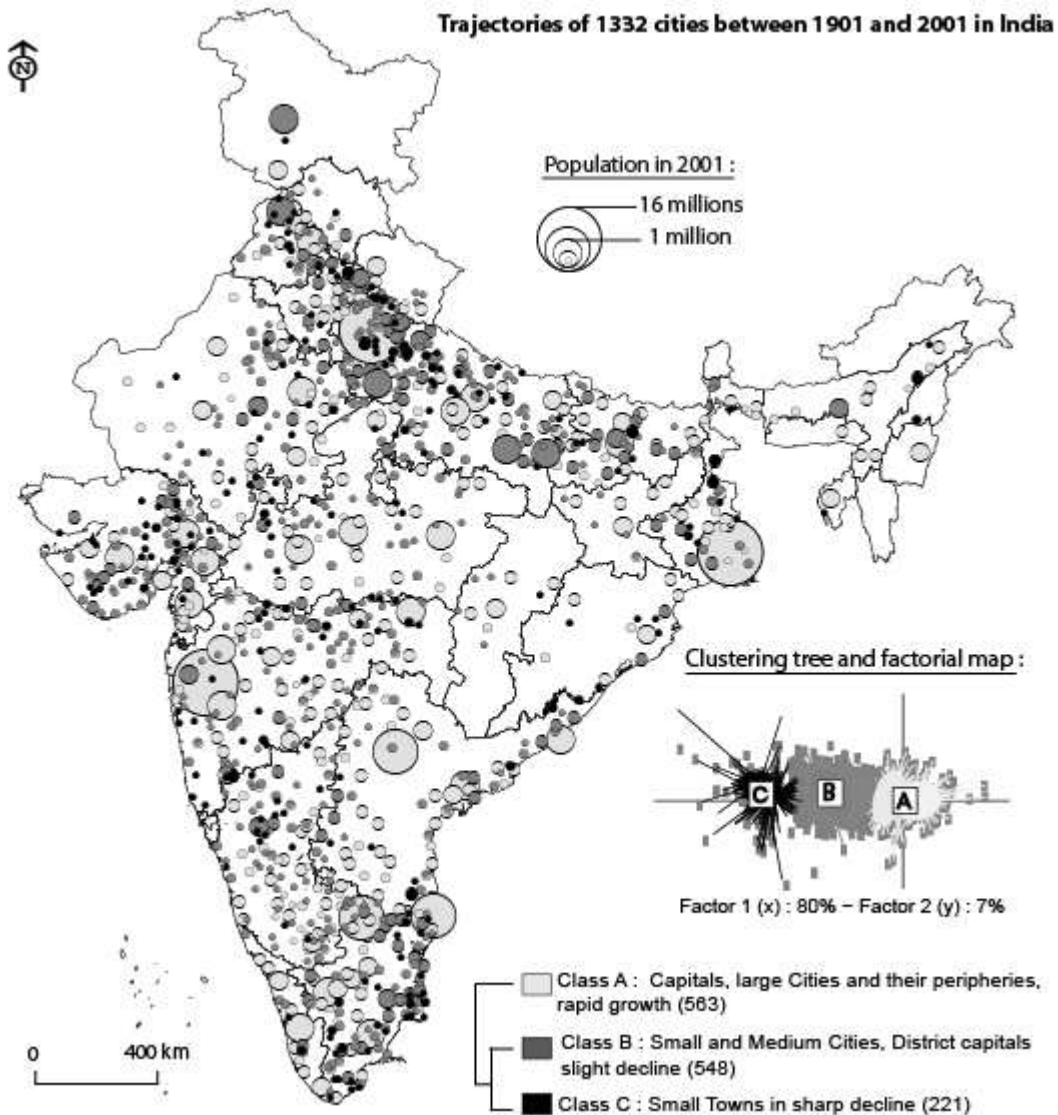 Trajectories of 1332 cities between 1901 and 2001 in India
N
Population in 2001 :
16 millions
1 million
Clustering tree and factorial map :
C
B
A
Factor 1 (x) : 80% – Factor 2 (y) : 7%
Class A : Capitals, large Cities and their peripheries,
rapid growth (563)
Class B : Small and Medium Cities, District capitals
slight decline (548)
Class C : Small Towns in sharp decline (221)
0
400 km